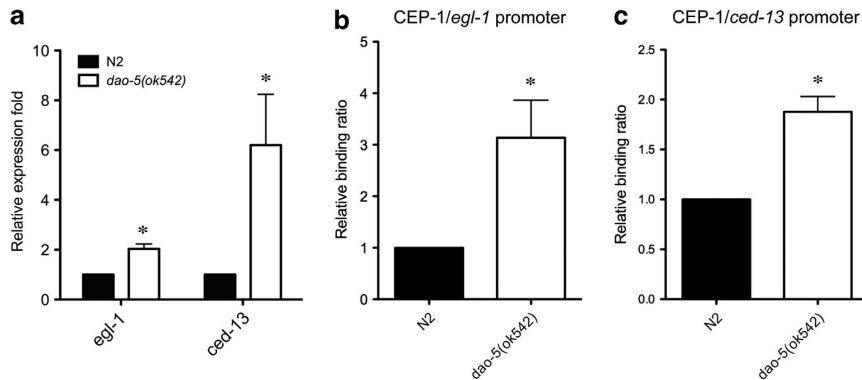 a
Relative expression fold
10
8
6
4
2
0
N2
dao-5(ok542)
*
*
egl-1
ced-13
b
CEP-1/egl-1 promoter
Relative binding ratio
5
4
3
2
1
0
*
N2
dao-5(ok542)
c
CEP-1/ced-13 promoter
Relative binding ratio
2.5
2.0
1.5
1.0
0.5
0.0
*
N2
dao-5(ok542)